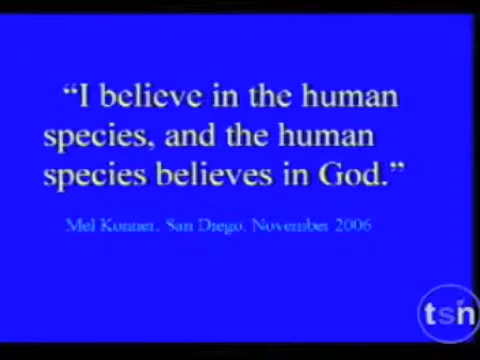 “I believe in the human
species, and the human
species believes in God.”
Mel Konner, San Diego, November 2006
tsn